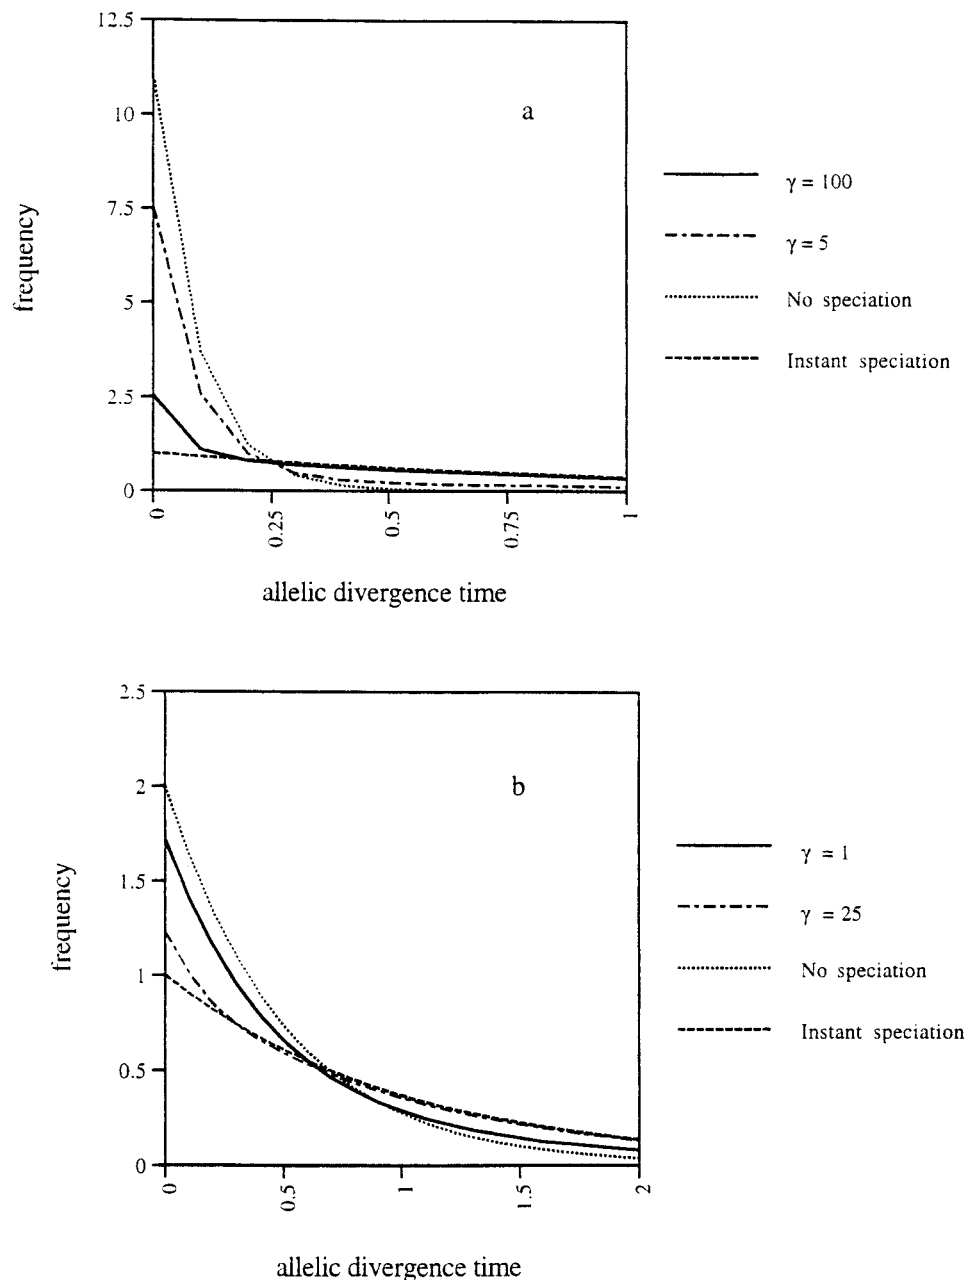 12.5
10
7.5
5
2.5
0
frequency
a
0
0.25
0.5
0.75
1
allelic divergence time
γ = 100
γ = 5
No speciation
Instant speciation
2.5
2
1.5
1
0.5
0
frequency
b
0
0.5
1
1.5
2
allelic divergence time
γ = 1
γ = 25
No speciation
Instant speciation